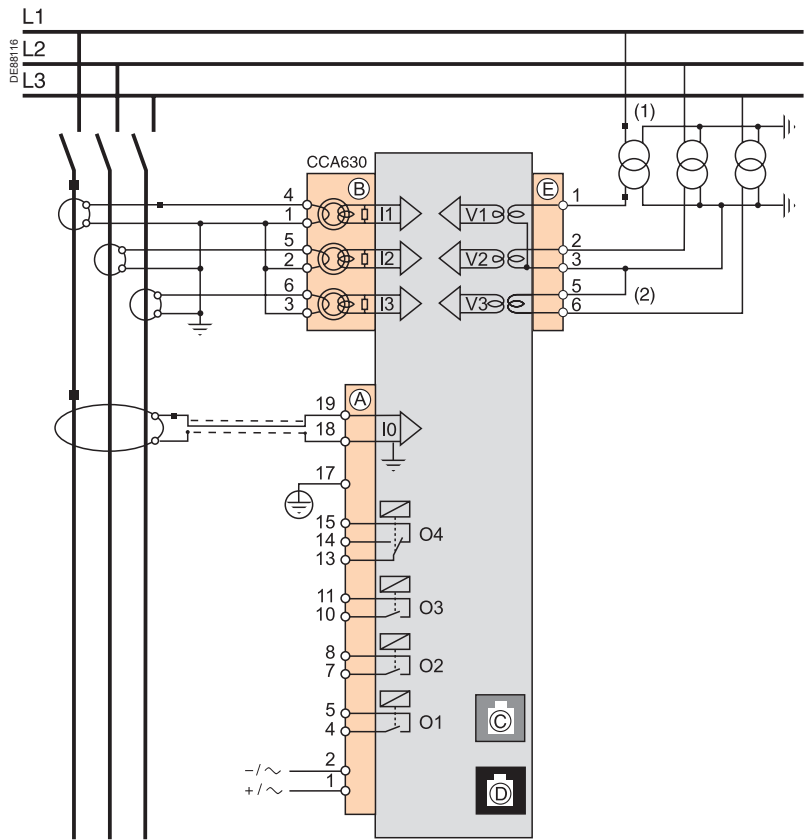 L1
DE88116
L2
L3
(1)
CCA630
B
E
4
1
I1
V1
1
5
2
I2
V2
2
3
6
3
I3
V3
5
6
(2)
A
19
18
I0
17
15
14
13
O4
11
10
O3
8
7
O2
5
4
O1
C
2
−/∼
1
+/∼
D